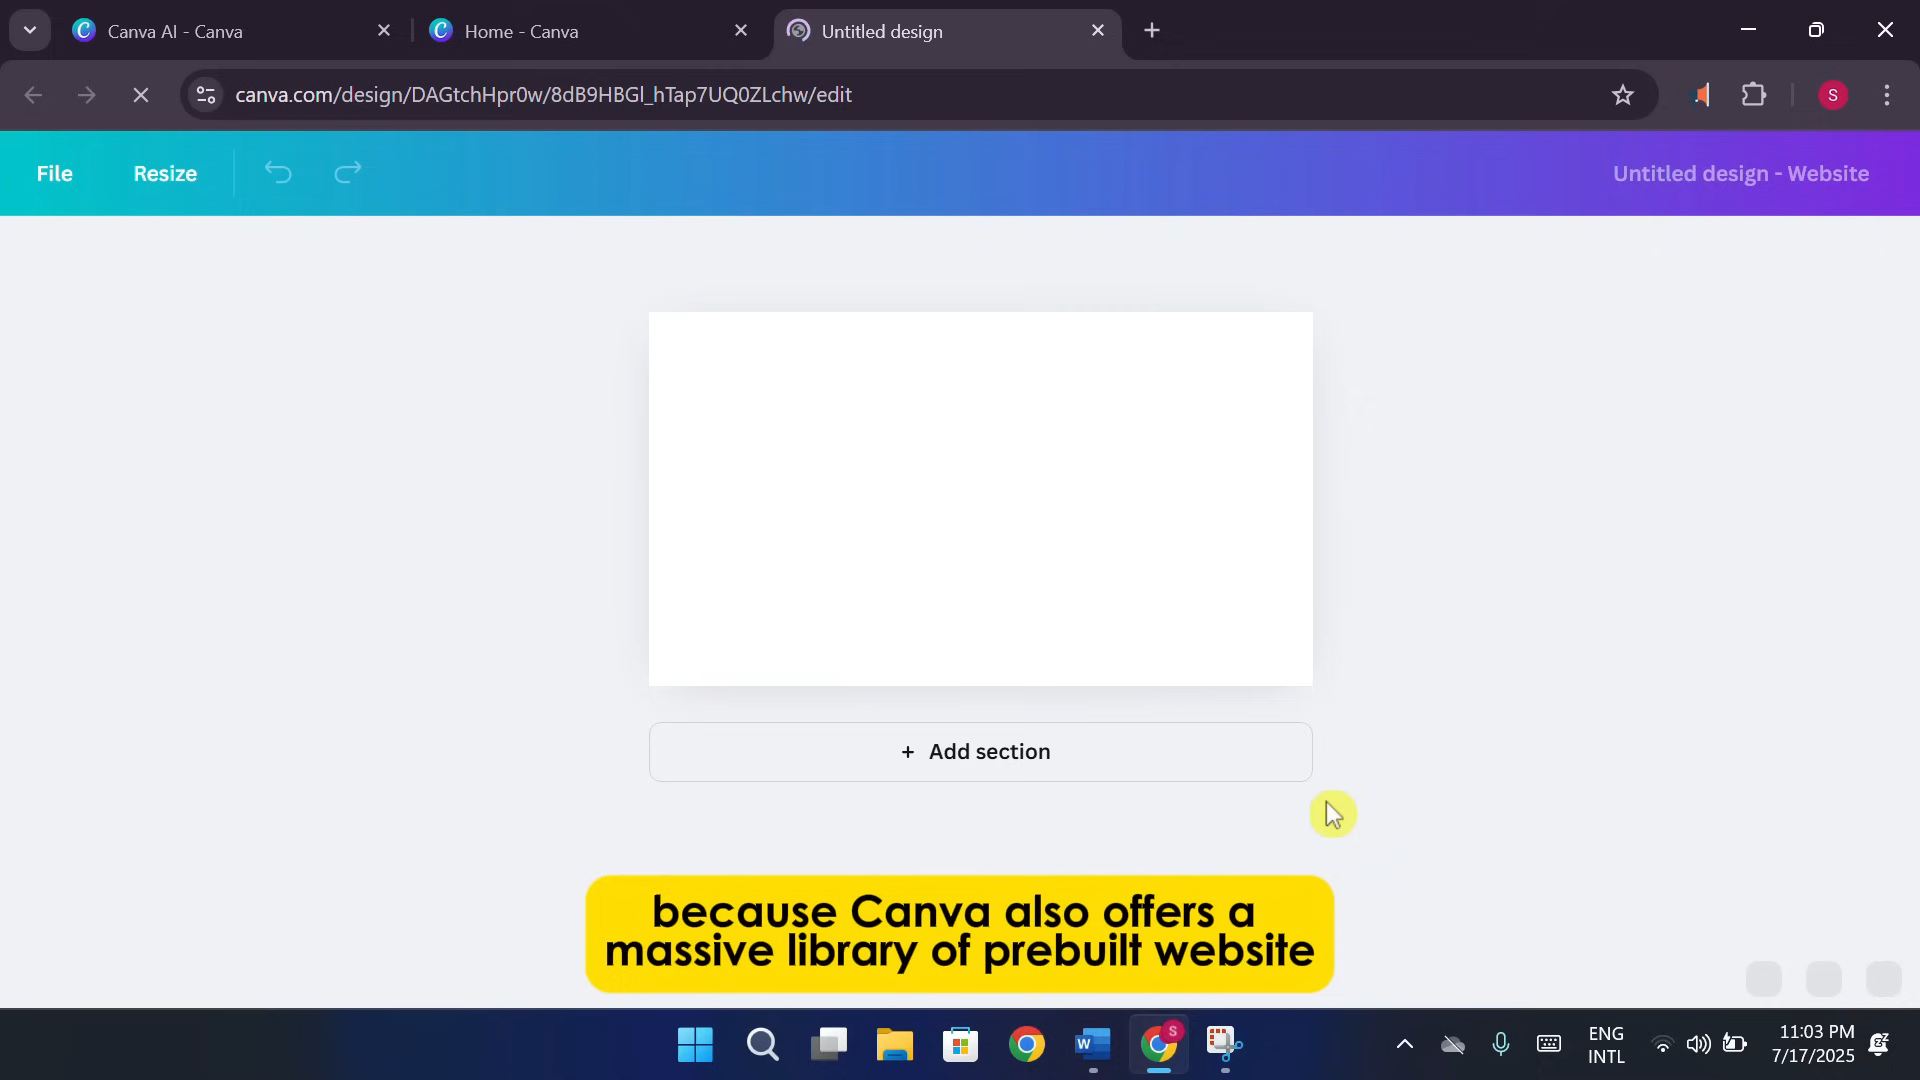 Canva AI - Canva
Home - Canva
Untitled design
canva.com/design/DAGtchHpr0w/8dB9HBGl_hTap7UQ0ZLchw/edit
S
File
Resize
Untitled design - Website
+ Add section
because Canva also offers a
massive library of prebuilt website
W
S
ENG
INTL
11:03 PM
7/17/2025